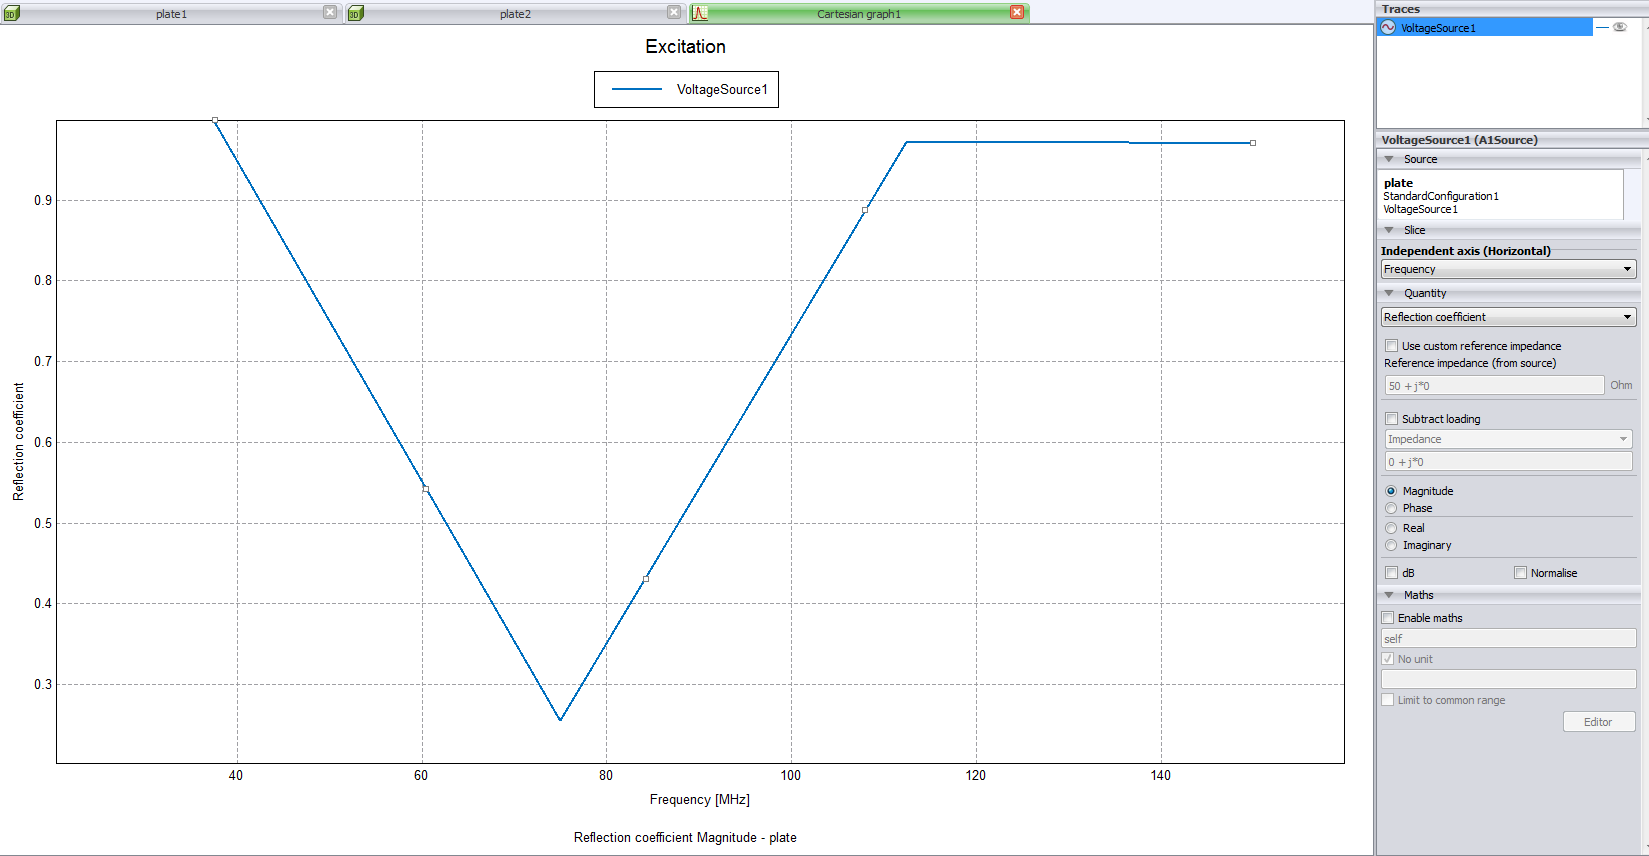 plate1
plate2
Cartesian graph1
Excitation
VoltageSource1
Reflection coefficient
0.9
0.8
0.7
0.6
0.5
0.4
0.3
40
60
80
100
120
140
Frequency [MHz]
Reflection coefficient Magnitude - plate
Traces
VoltageSource1
VoltageSource1 (A1Source)
Source
plate
StandardConfiguration1
VoltageSource1
Slice
Independent axis (Horizontal)
Frequency
Quantity
Reflection coefficient
Use custom reference impedance
Reference impedance (from source)
50 + j*0 Ohm
Subtract loading
Impedance
0 + j*0
Magnitude
Phase
Real
Imaginary
dB Normalise
Maths
Enable maths
self
No unit
Limit to common range
Editor